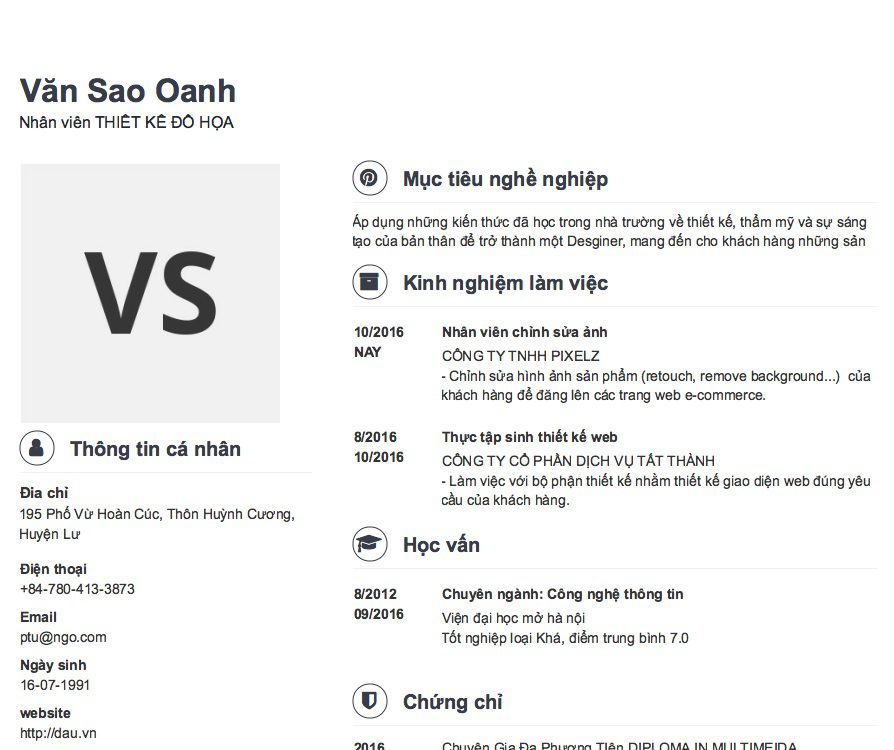 Văn Sao Oanh
Nhân viên THIẾT KẾ ĐỒ HỌA
VS
Thông tin cá nhân
Đia chỉ
195 Phố Vừ Hoàn Cúc, Thôn Huỳnh Cương,
Huyện Lư
Điện thoại
+84-780-413-3873
Email
ptu@ngo.com
Ngày sinh
16-07-1991
website
http://dau.vn
Mục tiêu nghề nghiệp
Áp dụng những kiến thức đã học trong nhà trường về thiết kế, thẩm mỹ và sự sáng
tạo của bản thân để trở thành một Desginer, mang đến cho khách hàng những sản
Kinh nghiệm làm việc
10/2016
NAY
Nhân viên chỉnh sửa ảnh
CÔNG TY TNHH PIXELZ
- Chỉnh sửa hình ảnh sản phẩm (retouch, remove background...) của
khách hàng để đăng lên các trang web e-commerce.
8/2016
10/2016
Thực tập sinh thiết kế web
CÔNG TY CỔ PHẦN DỊCH VỤ TẤT THÀNH
- Làm việc với bộ phận thiết kế nhằm thiết kế giao diện web đúng yêu
cầu của khách hàng.
Học vấn
8/2012
09/2016
Chuyên ngành: Công nghệ thông tin
Viện đại học mở hà nội
Tốt nghiệp loại Khá, điểm trung bình 7.0
Chứng chỉ
2016
Chuyên Gia Đa Phương TIện DIPLOMA IN MULTIMEIDA